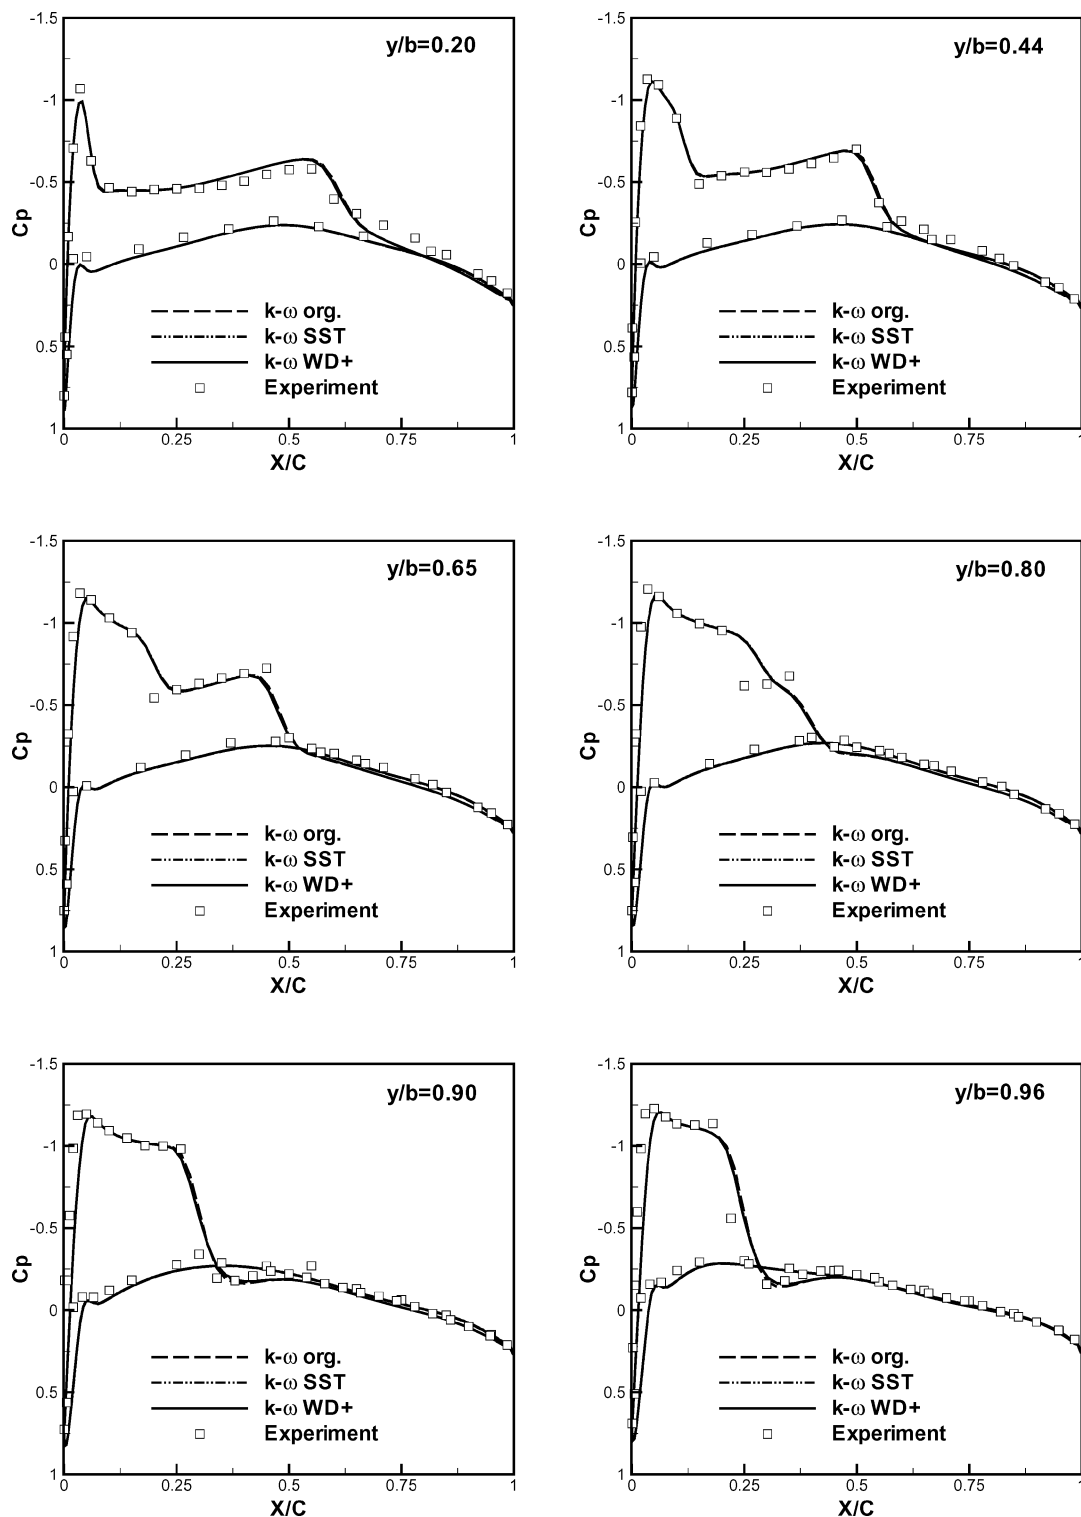 -1.5
y/b=0.20
-1
-0.5
Cp
0
k-ω org.
k-ω SST
0.5
k-ω WD+
Experiment
1
0 0.25 0.5 0.75 1
X/C
-1.5
y/b=0.44
-1
-0.5
Cp
0
k-ω org.
k-ω SST
0.5
k-ω WD+
Experiment
1
0 0.25 0.5 0.75 1
X/C
-1.5
y/b=0.65
-1
-0.5
Cp
0
k-ω org.
k-ω SST
0.5
k-ω WD+
Experiment
1
0 0.25 0.5 0.75 1
X/C
-1.5
y/b=0.80
-1
-0.5
Cp
0
k-ω org.
k-ω SST
0.5
k-ω WD+
Experiment
1
0 0.25 0.5 0.75 1
X/C
-1.5
y/b=0.90
-1
-0.5
Cp
0
k-ω org.
k-ω SST
0.5
k-ω WD+
Experiment
1
0 0.25 0.5 0.75 1
X/C
-1.5
y/b=0.96
-1
-0.5
Cp
0
k-ω org.
k-ω SST
0.5
k-ω WD+
Experiment
1
0 0.25 0.5 0.75 1
X/C